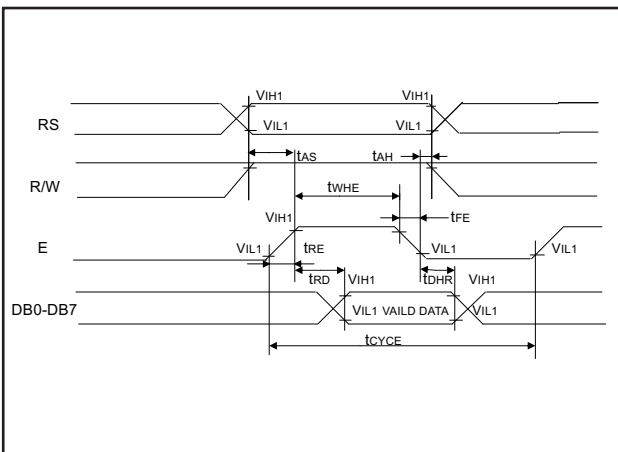 VIH1 VIH1
RS VIL1 VIL1
tAS tAH
R/W tWHE
VIH1 tFE
E VIL1 tRE VIL1 VIL1
tRD VIH1 tDHR VIH1
DB0-DB7 VIL1 VAILD DATA VIL1
tCYCE